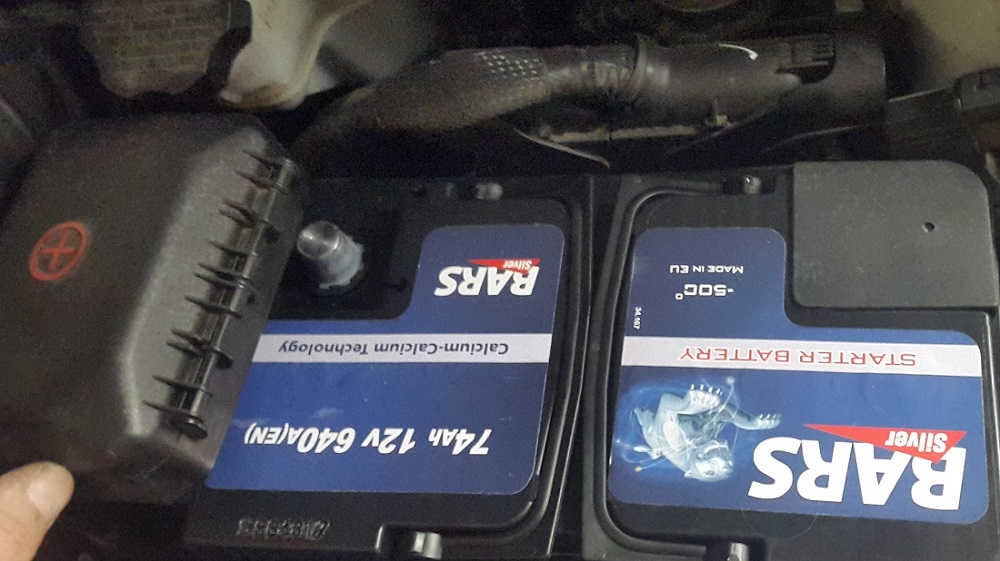 BARS
Silver
STARTER BATTERY
-50C°
MADE IN EU
74Ah 12v 640A(EN)
Calcium-Calcium Technology
BARS
Silver